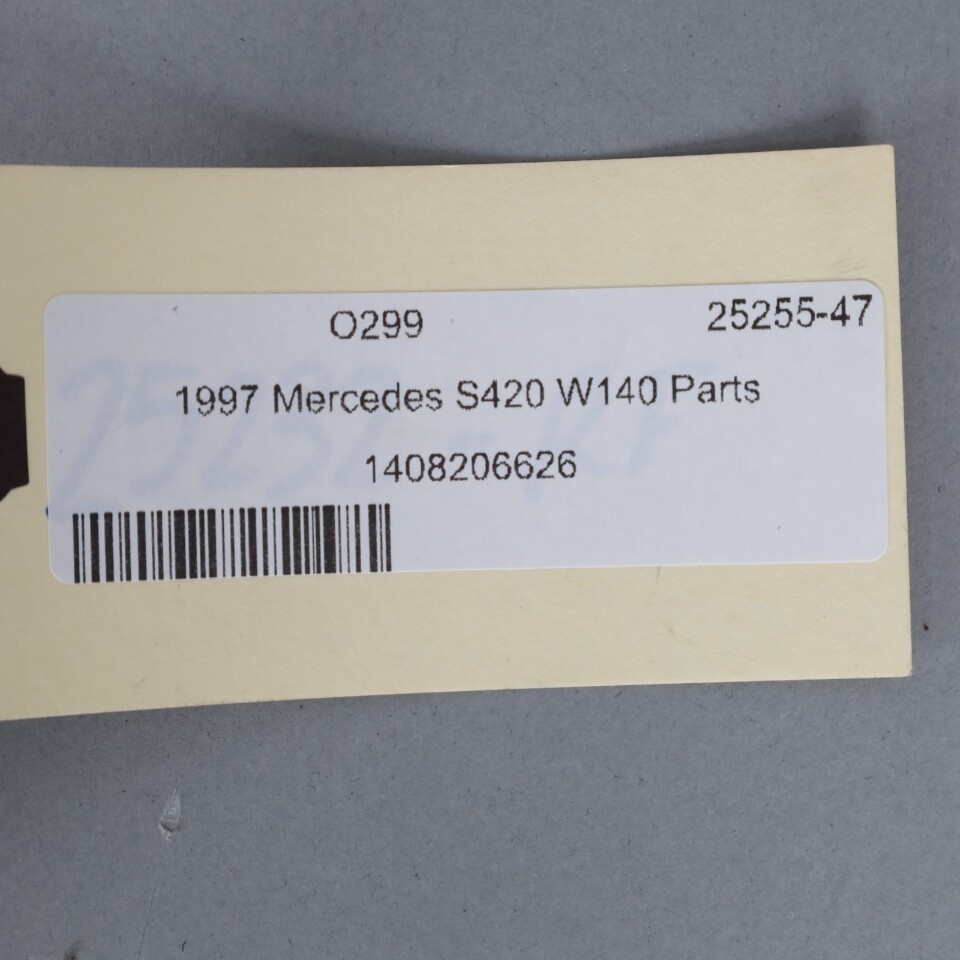 O299 25255-47
1997 Mercedes S420 W140 Parts
1408206626